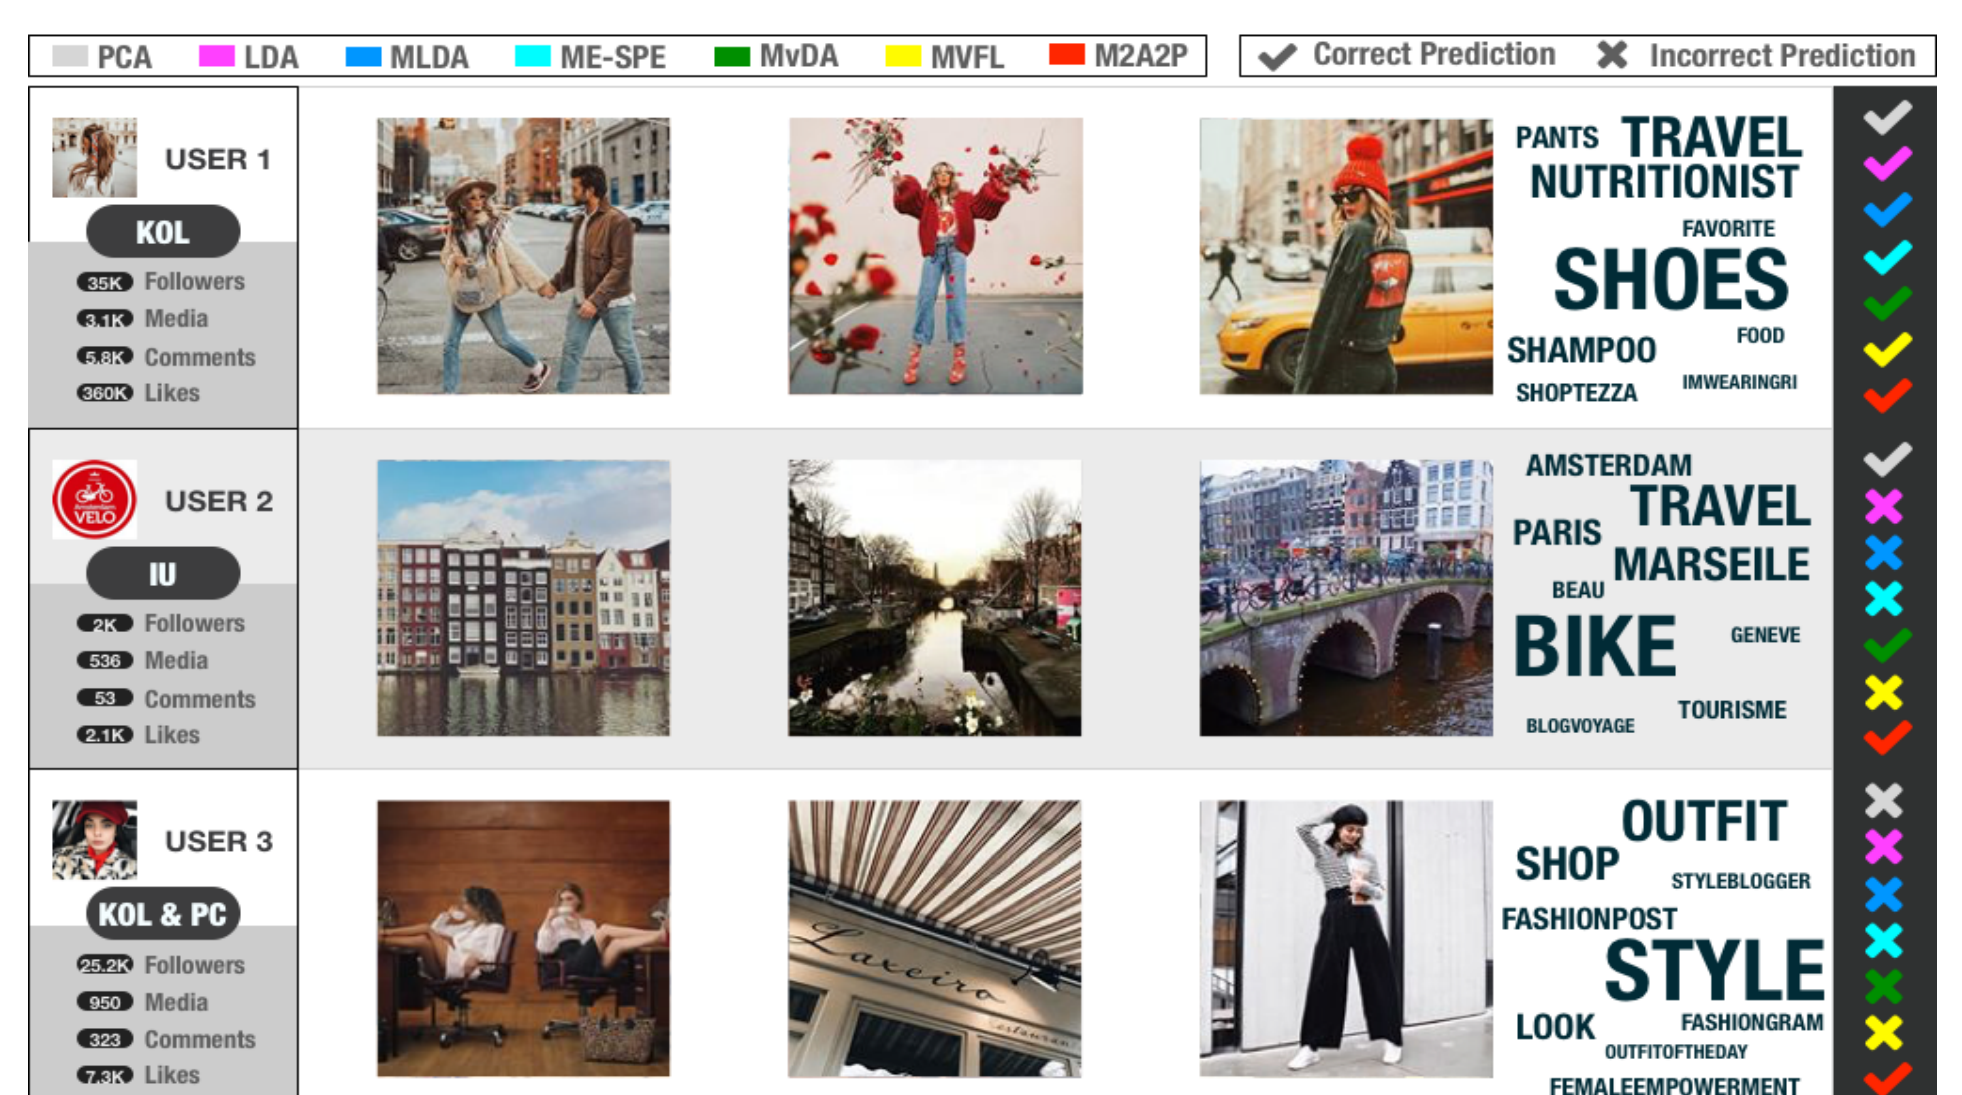 PCA LDA MLDA ME-SPE MvDA MVFL M2A2P
Correct Prediction Incorrect Prediction
USER 1
KOL
35K Followers
3.1K Media
5.8K Comments
360K Likes
PANTS TRAVEL
NUTRITIONIST
FAVORITE
SHOES
FOOD
SHAMPOO
SHOPTEZZA IMWEARINGRI
Amsterdam
VELO
USER 2
IU
2K Followers
536 Media
53 Comments
2.1K Likes
AMSTERDAM
TRAVEL
PARIS
MARSEILE
BEAU
BIKE
GENEVE
TOURISME
BLOGVOYAGE
USER 3
KOL & PC
25.2K Followers
950 Media
323 Comments
7.3K Likes
Laxeiro
OUTFIT
SHOP
STYLEBLOGGER
FASHIONPOST
STYLE
LOOK FASHIONGRAM
OUTFITOFTHEDAY
FEMALEEMPOWERMENT